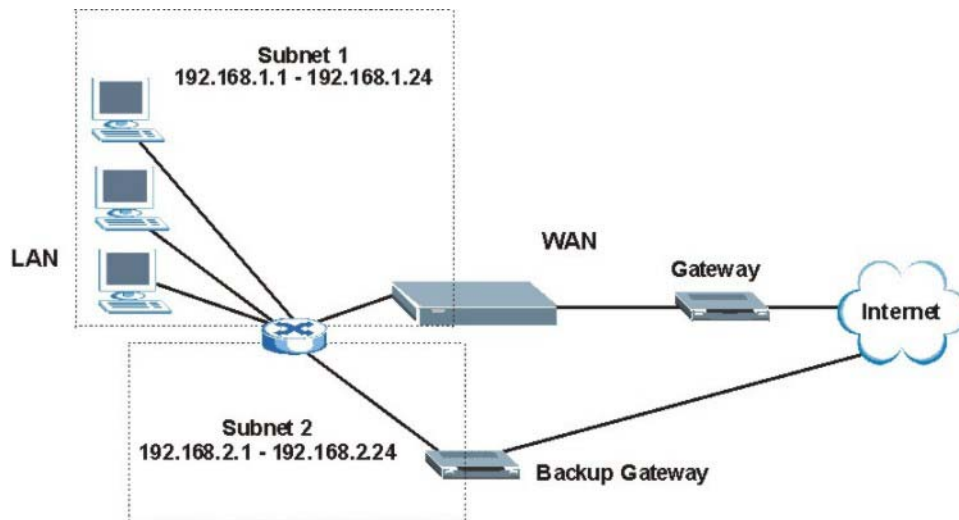 Subnet 1
192.168.1.1 - 192.168.1.24
LAN
WAN
Gateway
Internet
Subnet 2
192.168.2.1 - 192.168.2.24
Backup Gateway